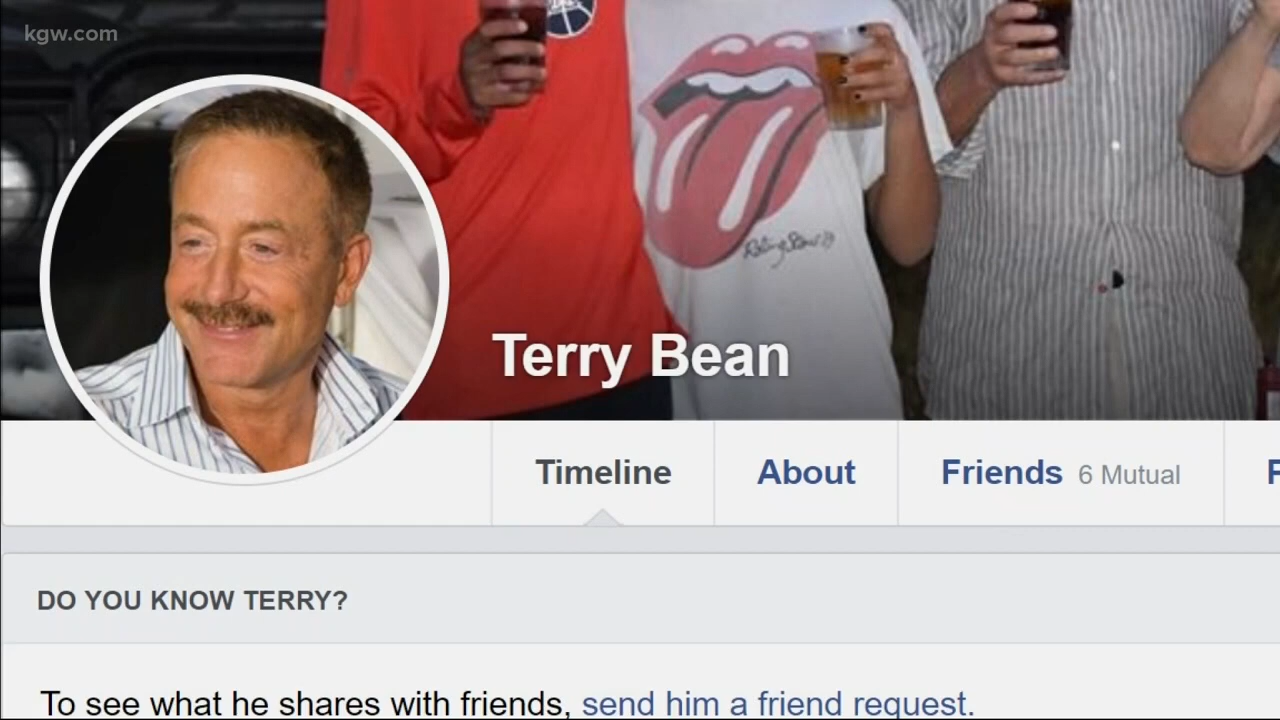 kgw.com
Terry Bean
Timeline
About
Friends 6 Mutual
DO YOU KNOW TERRY?
To see what he shares with friends, send him a friend request.